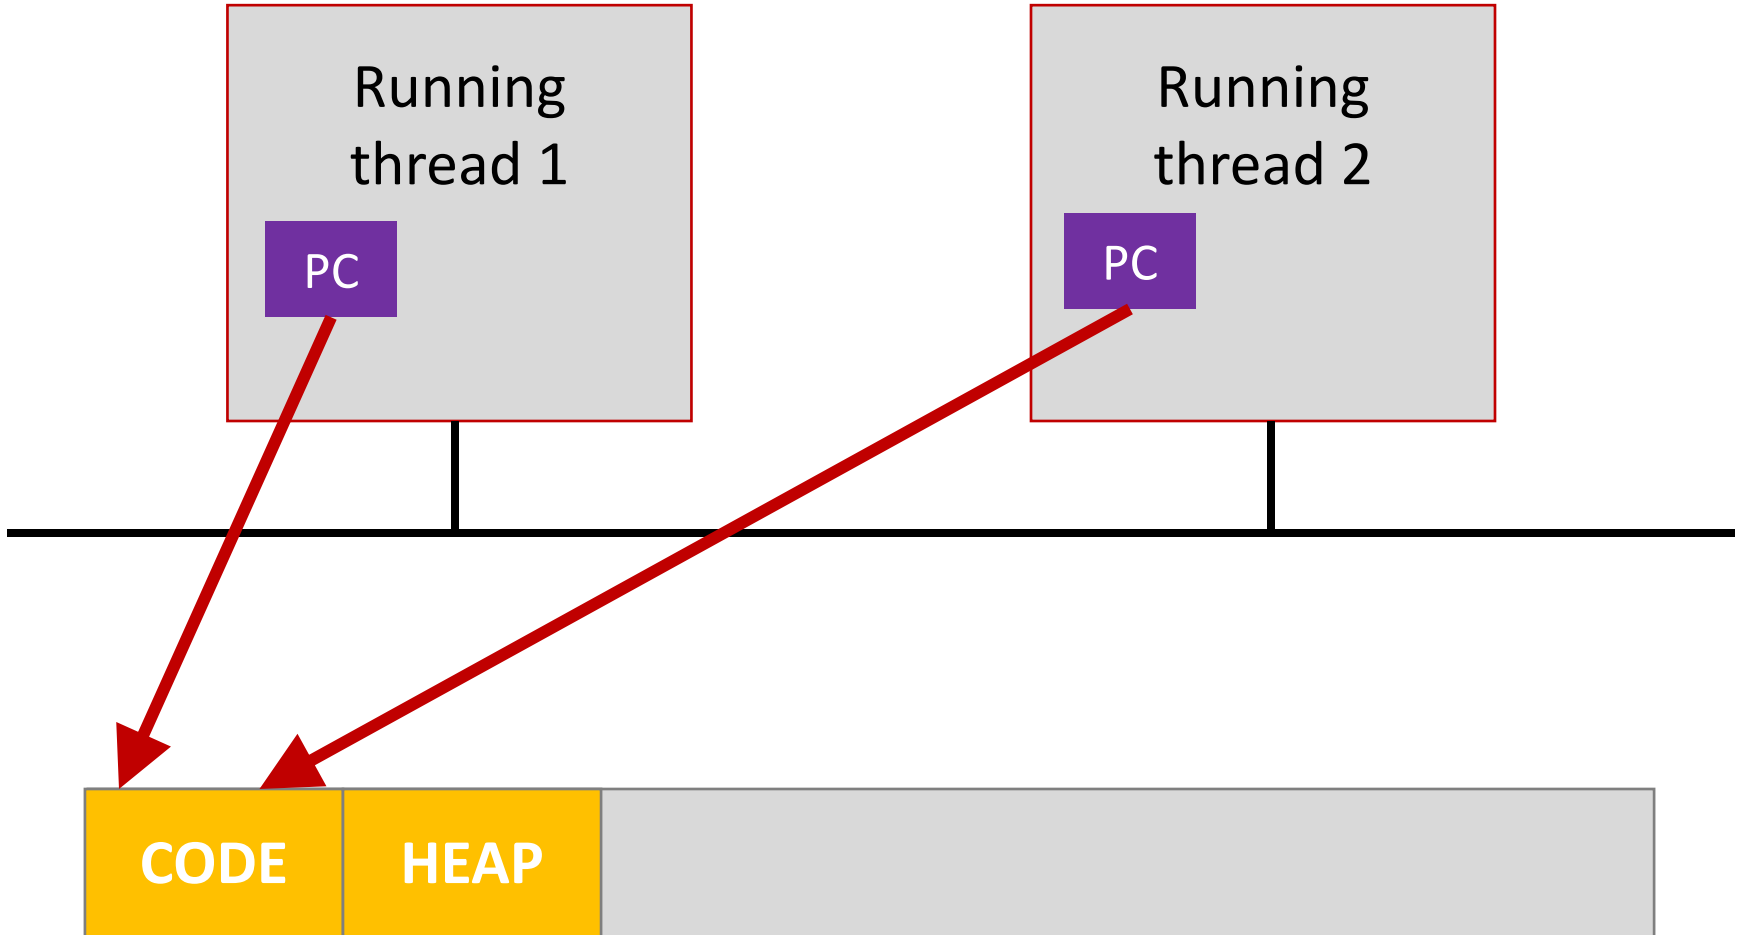 Running
thread 1
Running
thread 2
PC
PC
CODE
HEAP